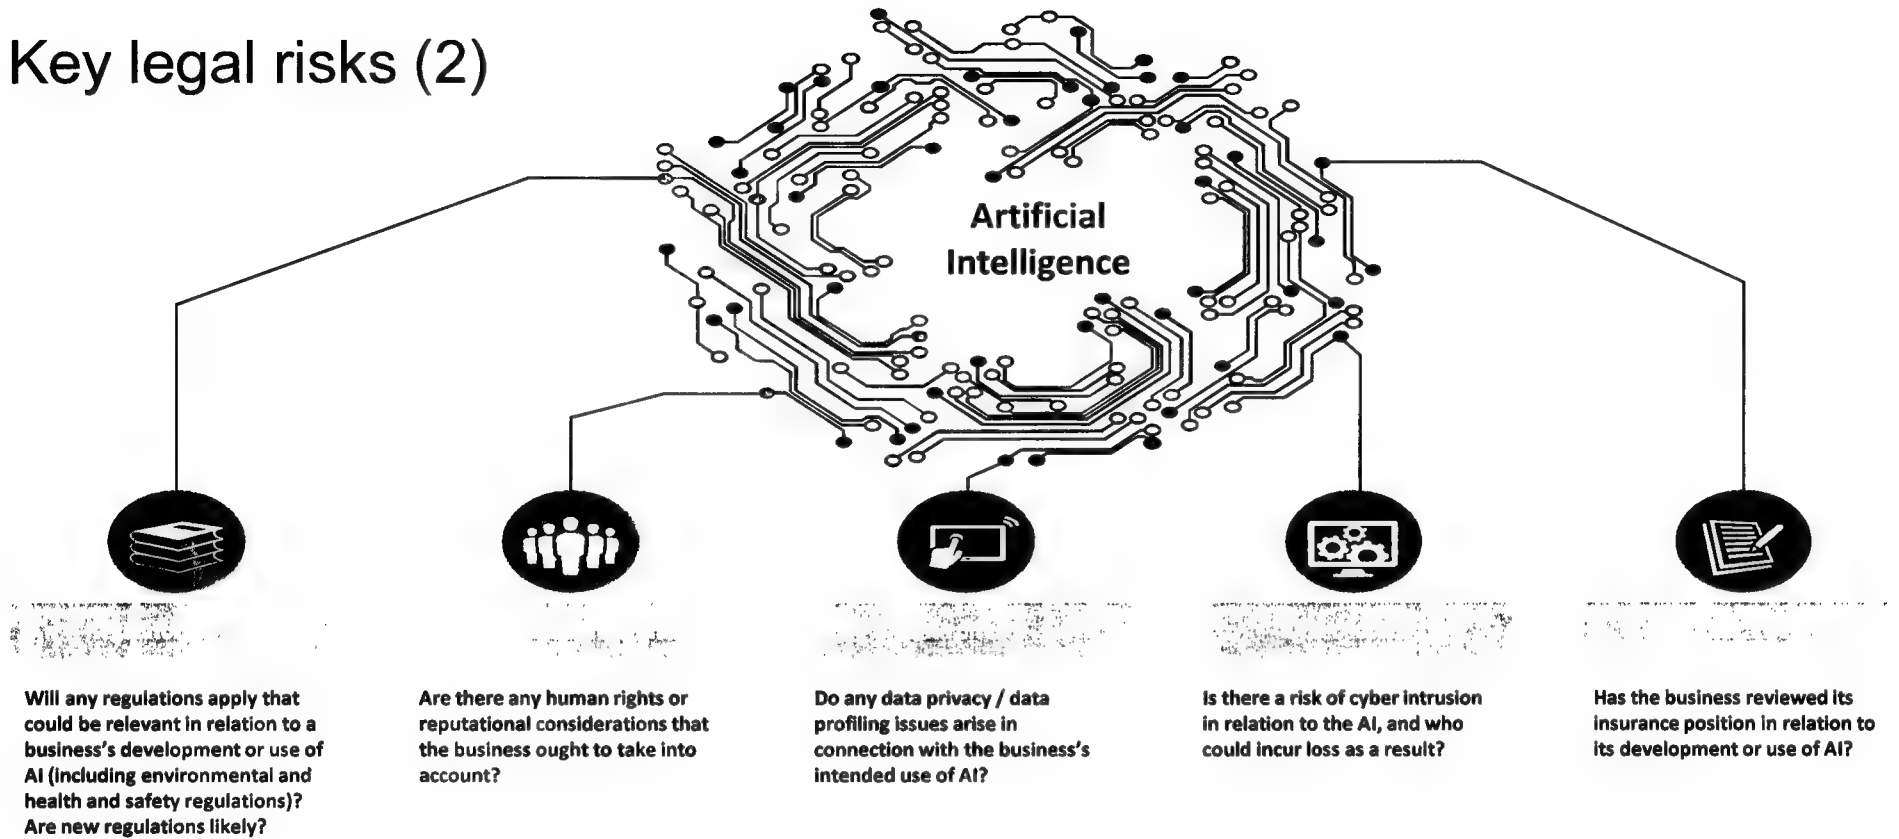 Key legal risks (2)
Artificial
Intelligence
Will any regulations apply that
could be relevant in relation to a
business's development or use of
AI (including environmental and
health and safety regulations)?
Are new regulations likely?
Are there any human rights or
reputational considerations that
the business ought to take into
account?
Do any data privacy / data
profiling issues arise in
connection with the business's
intended use of AI?
Is there a risk of cyber intrusion
in relation to the AI, and who
could incur loss as a result?
Has the business reviewed its
insurance position in relation to
its development or use of AI?